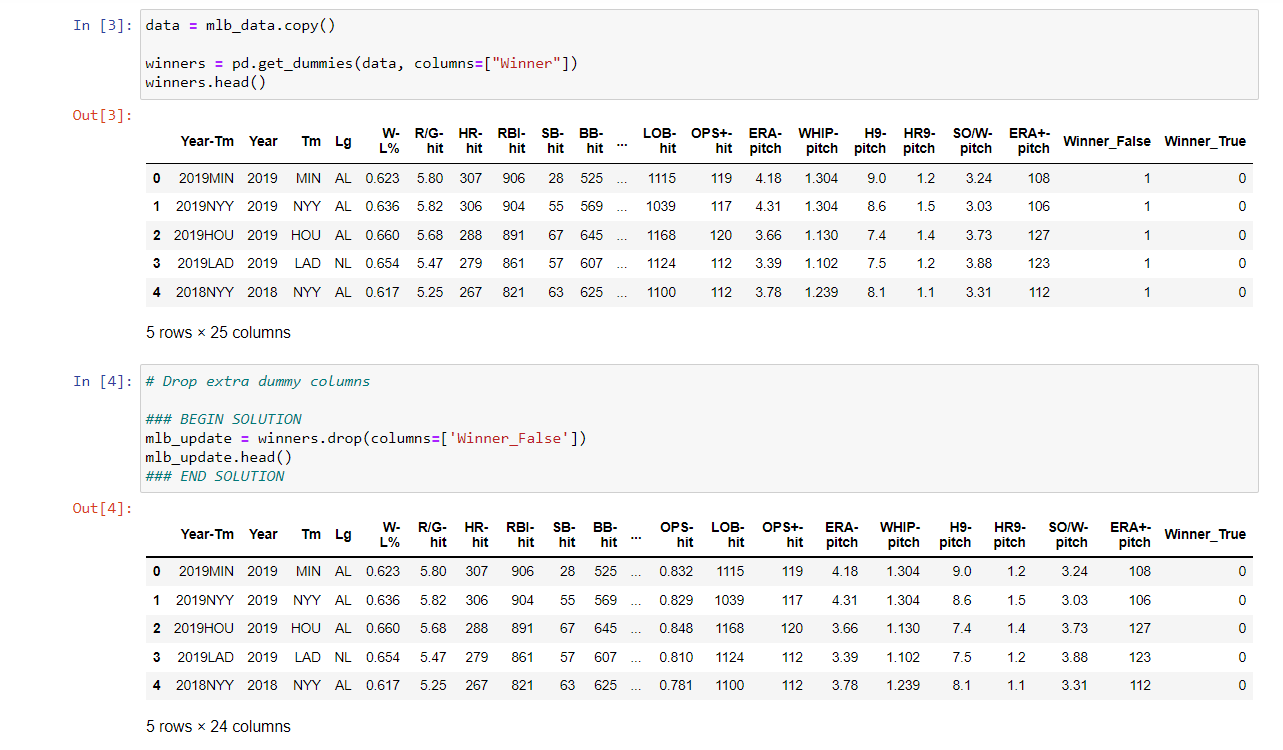 In [3]: data = mlb_data.copy()
winners = pd.get_dummies(data, columns=["Winner"])
winners.head()
Out[3]:
Year-Tm Year Tm Lg W-L% R/G-hit HR-hit RBI-hit SB-hit BB-hit ... LOB-hit OPS+-hit ERA-pitch WHIP-pitch H9-pitch HR9-pitch SO/W-pitch ERA+-pitch Winner_False Winner_True
0 2019MIN 2019 MIN AL 0.623 5.80 307 906 28 525 ... 1115 119 4.18 1.304 9.0 1.2 3.24 108 1 0
1 2019NYY 2019 NYY AL 0.636 5.82 306 904 55 569 ... 1039 117 4.31 1.304 8.6 1.5 3.03 106 1 0
2 2019HOU 2019 HOU AL 0.660 5.68 288 891 67 645 ... 1168 120 3.66 1.130 7.4 1.4 3.73 127 1 0
3 2019LAD 2019 LAD NL 0.654 5.47 279 861 57 607 ... 1124 112 3.39 1.102 7.5 1.2 3.88 123 1 0
4 2018NYY 2018 NYY AL 0.617 5.25 267 821 63 625 ... 1100 112 3.78 1.239 8.1 1.1 3.31 112 1 0
5 rows × 25 columns
In [4]: # Drop extra dummy columns
### BEGIN SOLUTION
mlb_update = winners.drop(columns=['Winner_False'])
mlb_update.head()
### END SOLUTION
Out[4]:
Year-Tm Year Tm Lg W-L% R/G-hit HR-hit RBI-hit SB-hit BB-hit ... OPS-hit LOB-hit OPS+-hit ERA-pitch WHIP-pitch H9-pitch HR9-pitch SO/W-pitch ERA+-pitch Winner_True
0 2019MIN 2019 MIN AL 0.623 5.80 307 906 28 525 ... 0.832 1115 119 4.18 1.304 9.0 1.2 3.24 108 0
1 2019NYY 2019 NYY AL 0.636 5.82 306 904 55 569 ... 0.829 1039 117 4.31 1.304 8.6 1.5 3.03 106 0
2 2019HOU 2019 HOU AL 0.660 5.68 288 891 67 645 ... 0.848 1168 120 3.66 1.130 7.4 1.4 3.73 127 0
3 2019LAD 2019 LAD NL 0.654 5.47 279 861 57 607 ... 0.810 1124 112 3.39 1.102 7.5 1.2 3.88 123 0
4 2018NYY 2018 NYY AL 0.617 5.25 267 821 63 625 ... 0.781 1100 112 3.78 1.239 8.1 1.1 3.31 112 0
5 rows × 24 columns